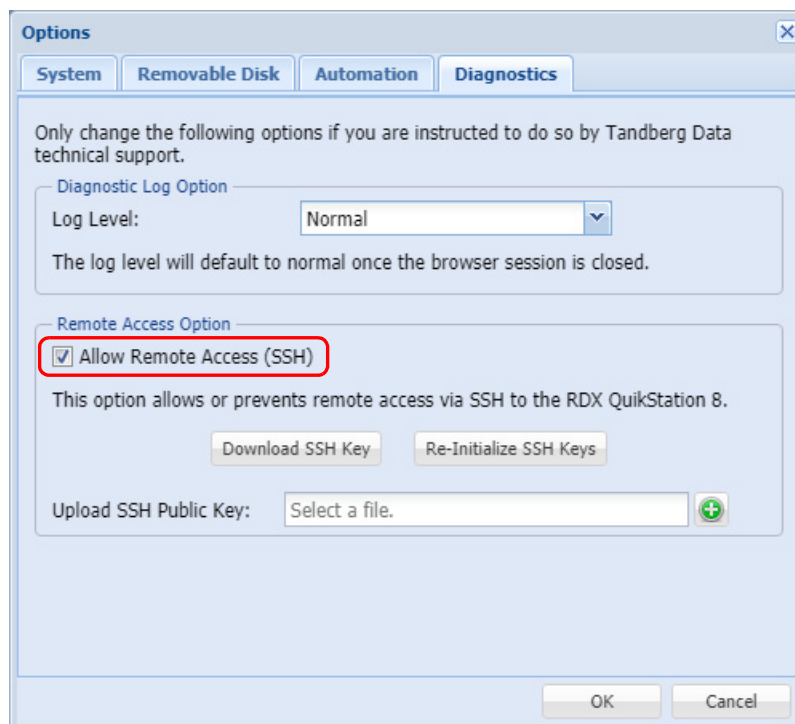 Options
System
Removable Disk
Automation
Diagnostics
Only change the following options if you are instructed to do so by Tandberg Data
technical support.
Diagnostic Log Option
Log Level:
Normal
The log level will default to normal once the browser session is closed.
Remote Access Option
Allow Remote Access (SSH)
This option allows or prevents remote access via SSH to the RDX QuikStation 8.
Download SSH Key
Re-Initialize SSH Keys
Upload SSH Public Key:
Select a file.
OK
Cancel